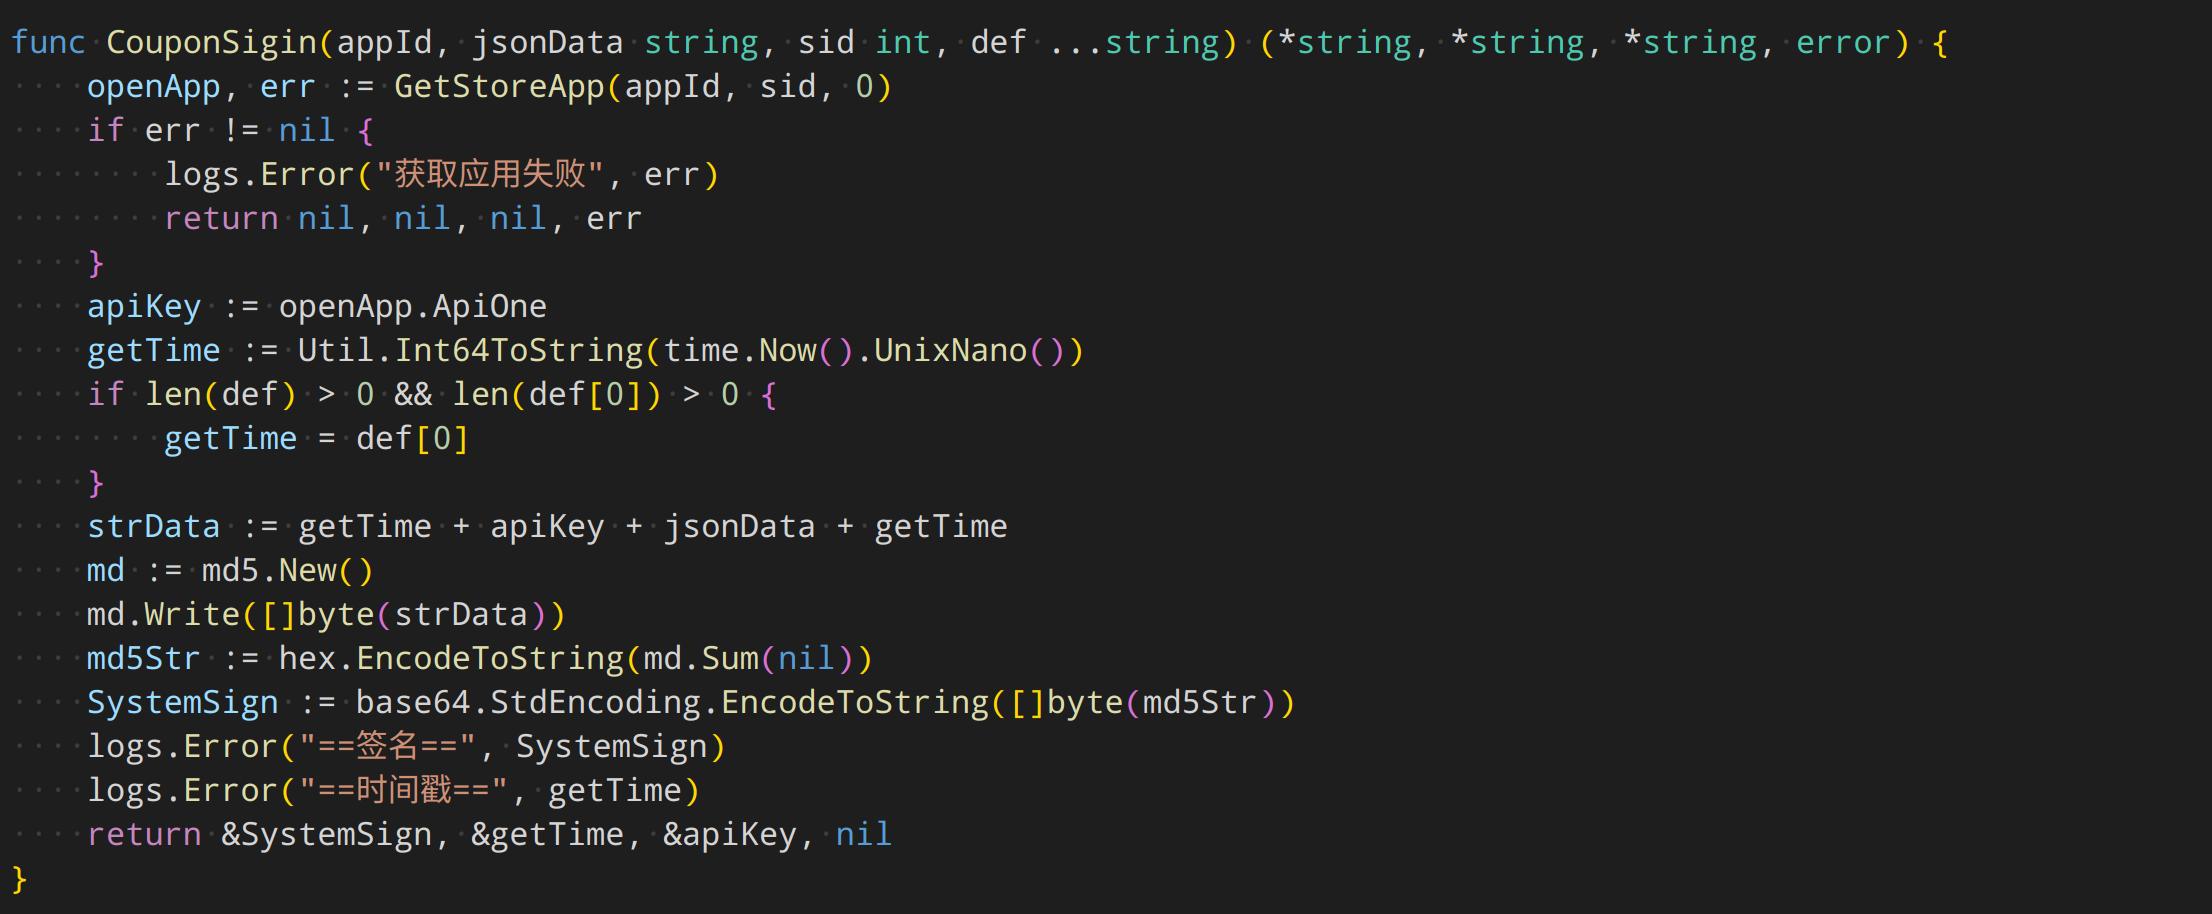 func CouponSigin(appId, jsonData string, sid int, def ...string) (*string, *string, *string, error) {
    openApp, err := GetStoreApp(appId, sid, 0)
    if err != nil {
        logs.Error("获取应用失败", err)
        return nil, nil, nil, err
    }
    apiKey := openApp.ApiOne
    getTime := Util.Int64ToString(time.Now().UnixNano())
    if len(def) > 0 && len(def[0]) > 0 {
        getTime = def[0]
    }
    strData := getTime + apiKey + jsonData + getTime
    md := md5.New()
    md.Write([]byte(strData))
    md5Str := hex.EncodeToString(md.Sum(nil))
    SystemSign := base64.StdEncoding.EncodeToString([]byte(md5Str))
    logs.Error("==签名==", SystemSign)
    logs.Error("==时间戳==", getTime)
    return &SystemSign, &getTime, &apiKey, nil
}